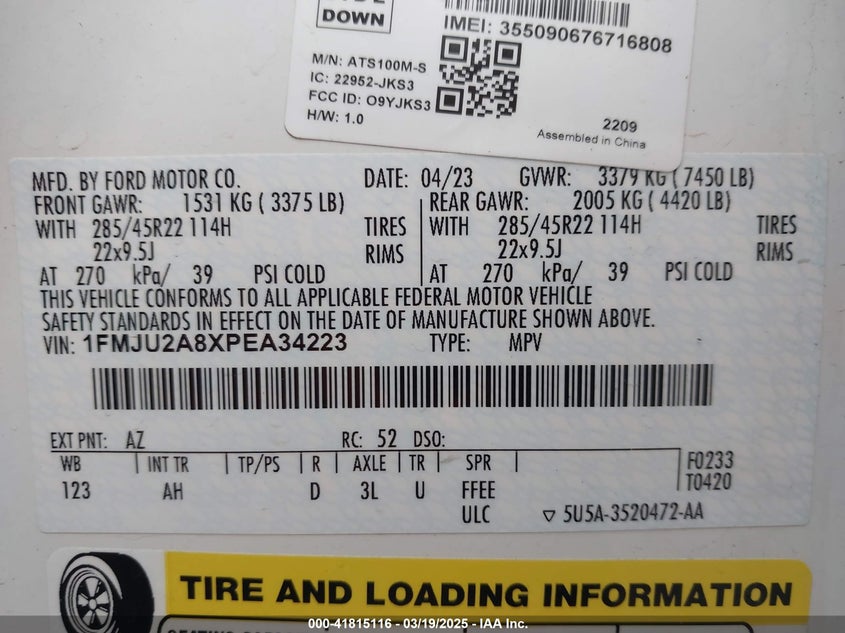 DOWN
IMEI: 355090676716808
M/N: ATS100M-S
IC: 22952-JKS3
FCC ID: O9YJKS3
H/W: 1.0
2209
Assembled in China
MFD. BY FORD MOTOR CO. DATE: 04/23 GVWR: 3379 KG ( 7450 LB)
FRONT GAWR: 1531 KG ( 3375 LB) REAR GAWR: 2005 KG ( 4420 LB)
WITH 285/45R22 114H TIRES WITH 285/45R22 114H TIRES
22x9.5J RIMS 22x9.5J RIMS
AT 270 kPa/ 39 PSI COLD AT 270 kPa/ 39 PSI COLD
THIS VEHICLE CONFORMS TO ALL APPLICABLE FEDERAL MOTOR VEHICLE
SAFETY STANDARDS IN EFFECT ON THE DATE OF MANUFACTURE SHOWN ABOVE.
VIN: 1FMJU2A8XPEA34223 TYPE: MPV
EXT PNT: AZ RC: 52 DSO:
WB INT TR TP/PS R AXLE TR SPR F0233
T0420
123 AH D 3L U FFEE
ULC ▽ 5U5A-3520472-AA
TIRE AND LOADING INFORMATION
000-41815116 - 03/19/2025 - IAA Inc.